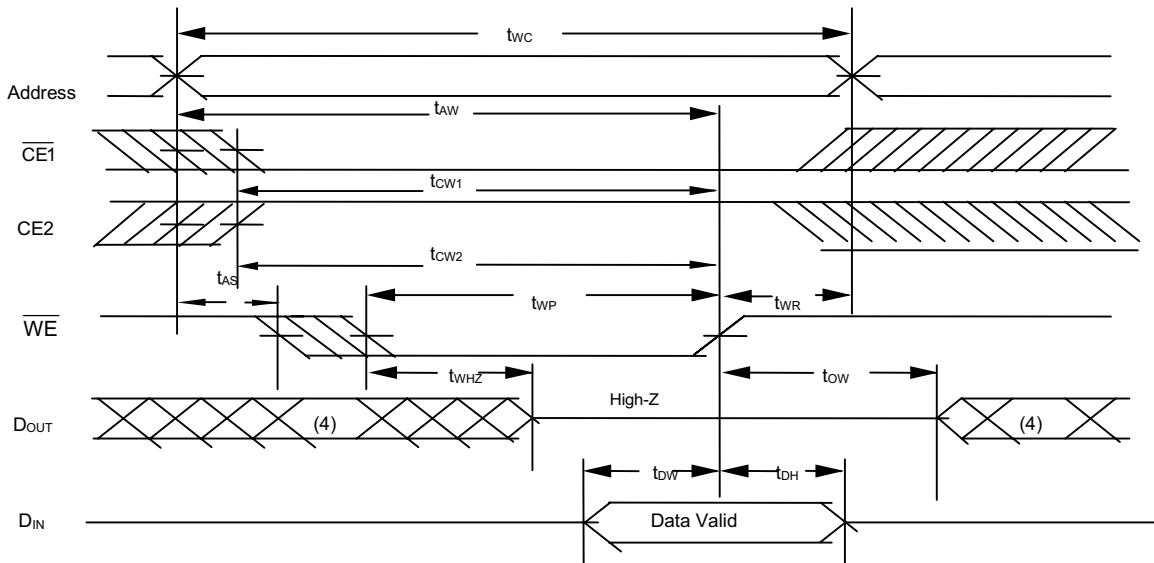 tWC
Address
tAW
CE1
tCW1
CE2
tCW2
tAS
tWP
tWR
WE
tWHZ
tOW
High-Z
DOUT
(4)
(4)
tDW
tDH
DIN
Data Valid